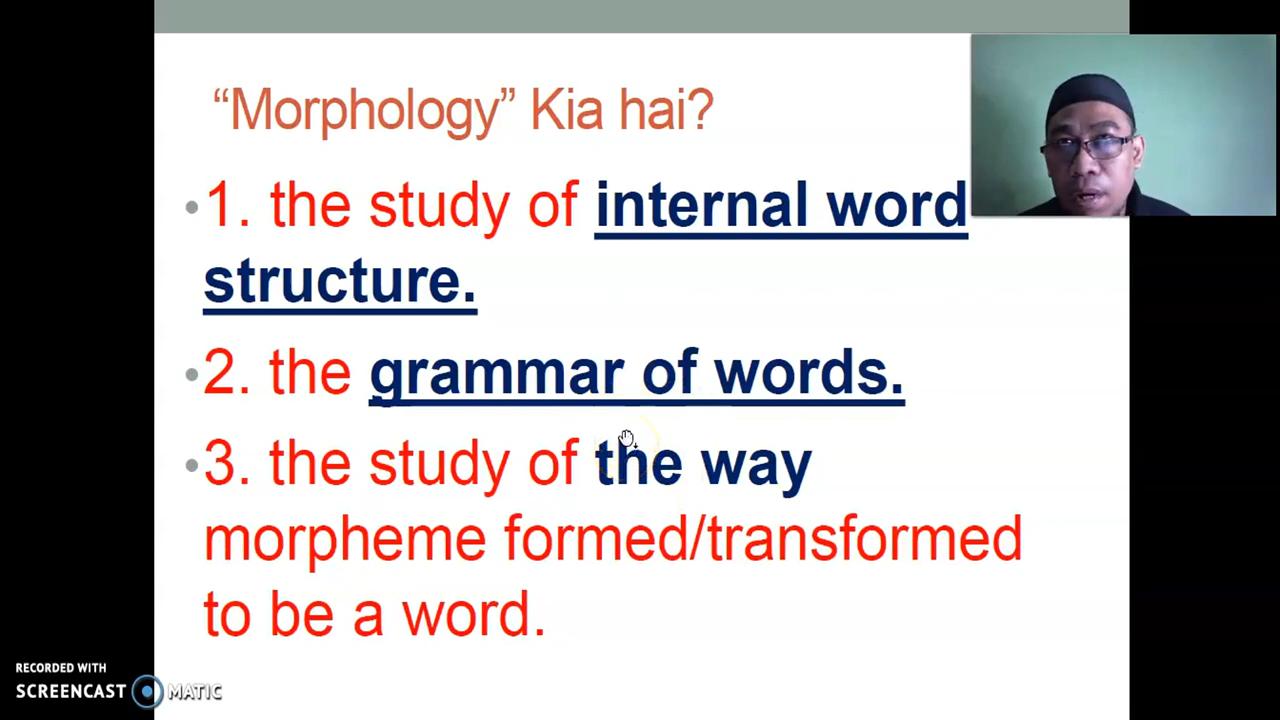 “Morphology” Kia hai?
•1. the study of internal word
structure.
•2. the grammar of words.
•3. the study of the way
morpheme formed/transformed
to be a word.
RECORDED WITH
SCREENCAST MATIC